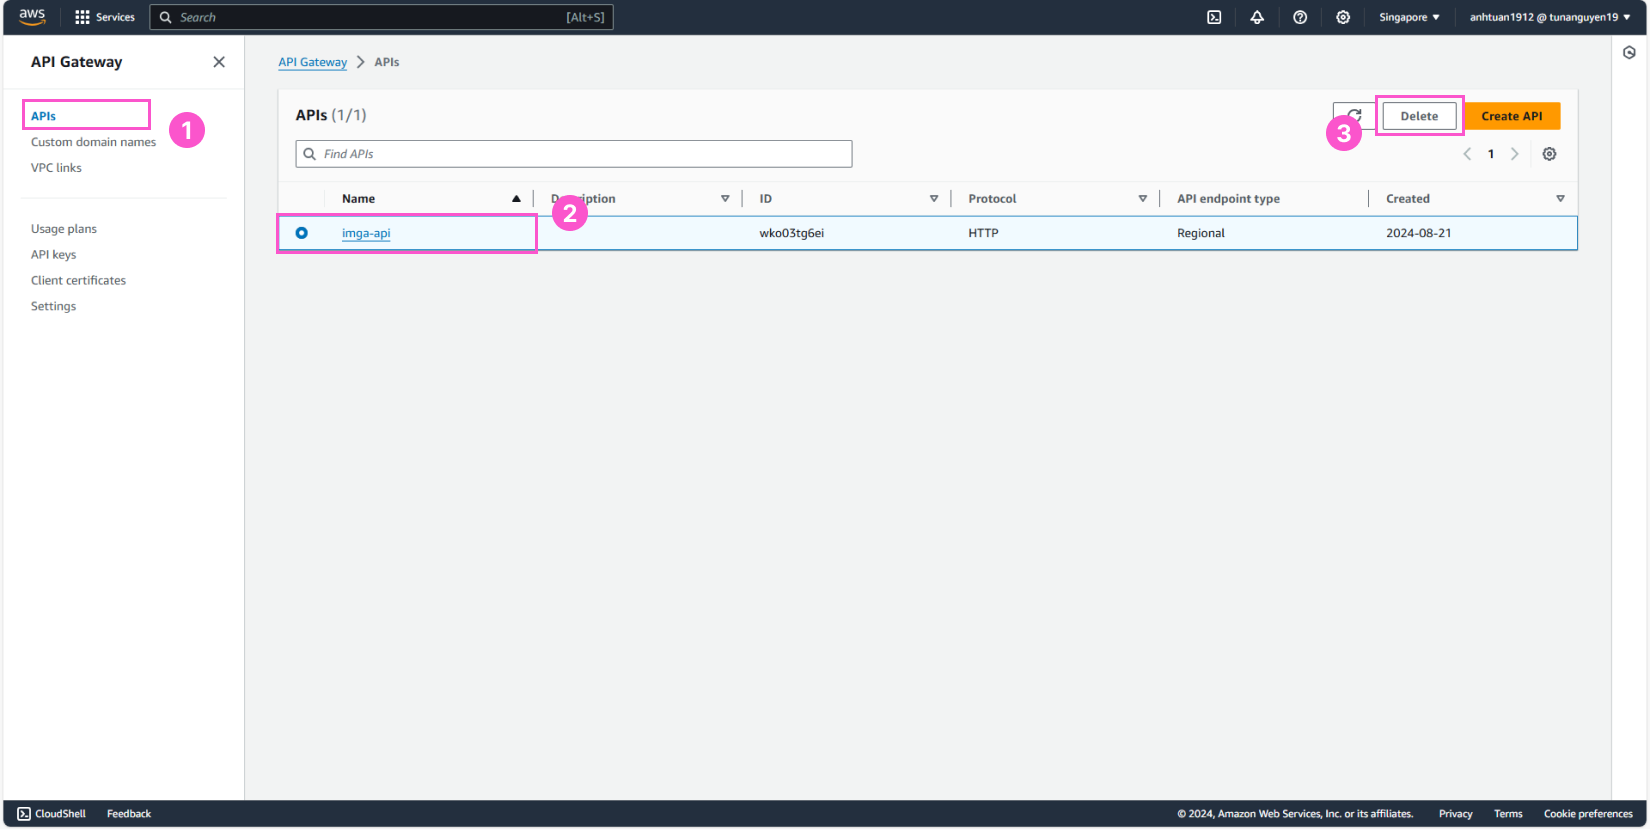 aws Services Search [Alt+S] Singapore anhtuan1912 @ tunanguyen19
API Gateway
API Gateway > APIs
APIs
1
Custom domain names
VPC links
Usage plans
API keys
Client certificates
Settings
APIs (1/1)
Delete
Create API
3
Find APIs
1
Name Description ID Protocol API endpoint type Created
2
imga-api wko03tg6ei HTTP Regional 2024-08-21
CloudShell Feedback © 2024, Amazon Web Services, Inc. or its affiliates. Privacy Terms Cookie preferences